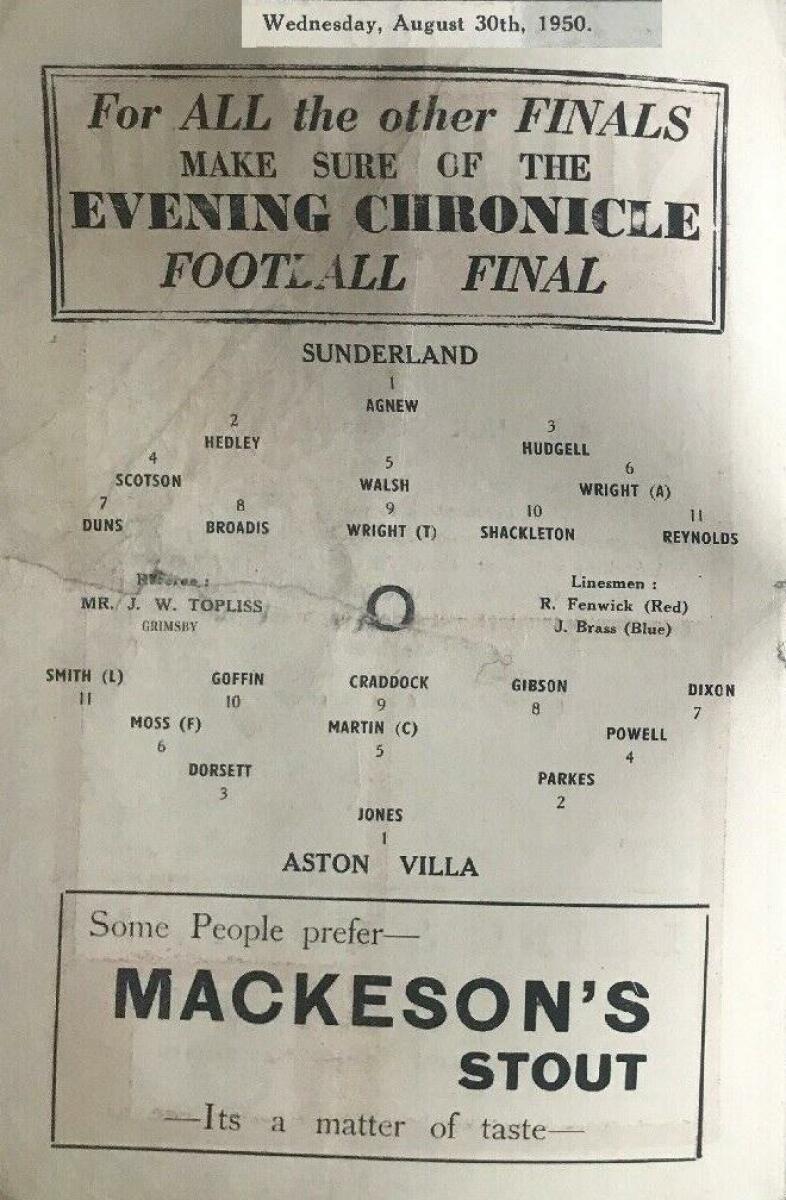 Wednesday, August 30th, 1950.
For ALL the other FINALS
MAKE SURE OF THE
EVENING CHRONICLE
FOOTBALL FINAL
SUNDERLAND
1
AGNEW
2
HEDLEY
3
HUDGELL
4
SCOTSON
5
WALSH
6
WRIGHT (A)
7
DUNS
8
BROADIS
9
WRIGHT (T)
10
SHACKLETON
11
REYNOLDS
Referee :
MR. J. W. TOPLISS
GRIMSBY
Linesmen :
R. Fenwick (Red)
J. Brass (Blue)
SMITH (L)
11
GOFFIN
10
CRADDOCK
9
GIBSON
8
DIXON
7
MOSS (F)
6
MARTIN (C)
5
POWELL
4
DORSETT
3
PARKES
2
JONES
1
ASTON VILLA
Some People prefer—
MACKESON'S
STOUT
—Its a matter of taste—